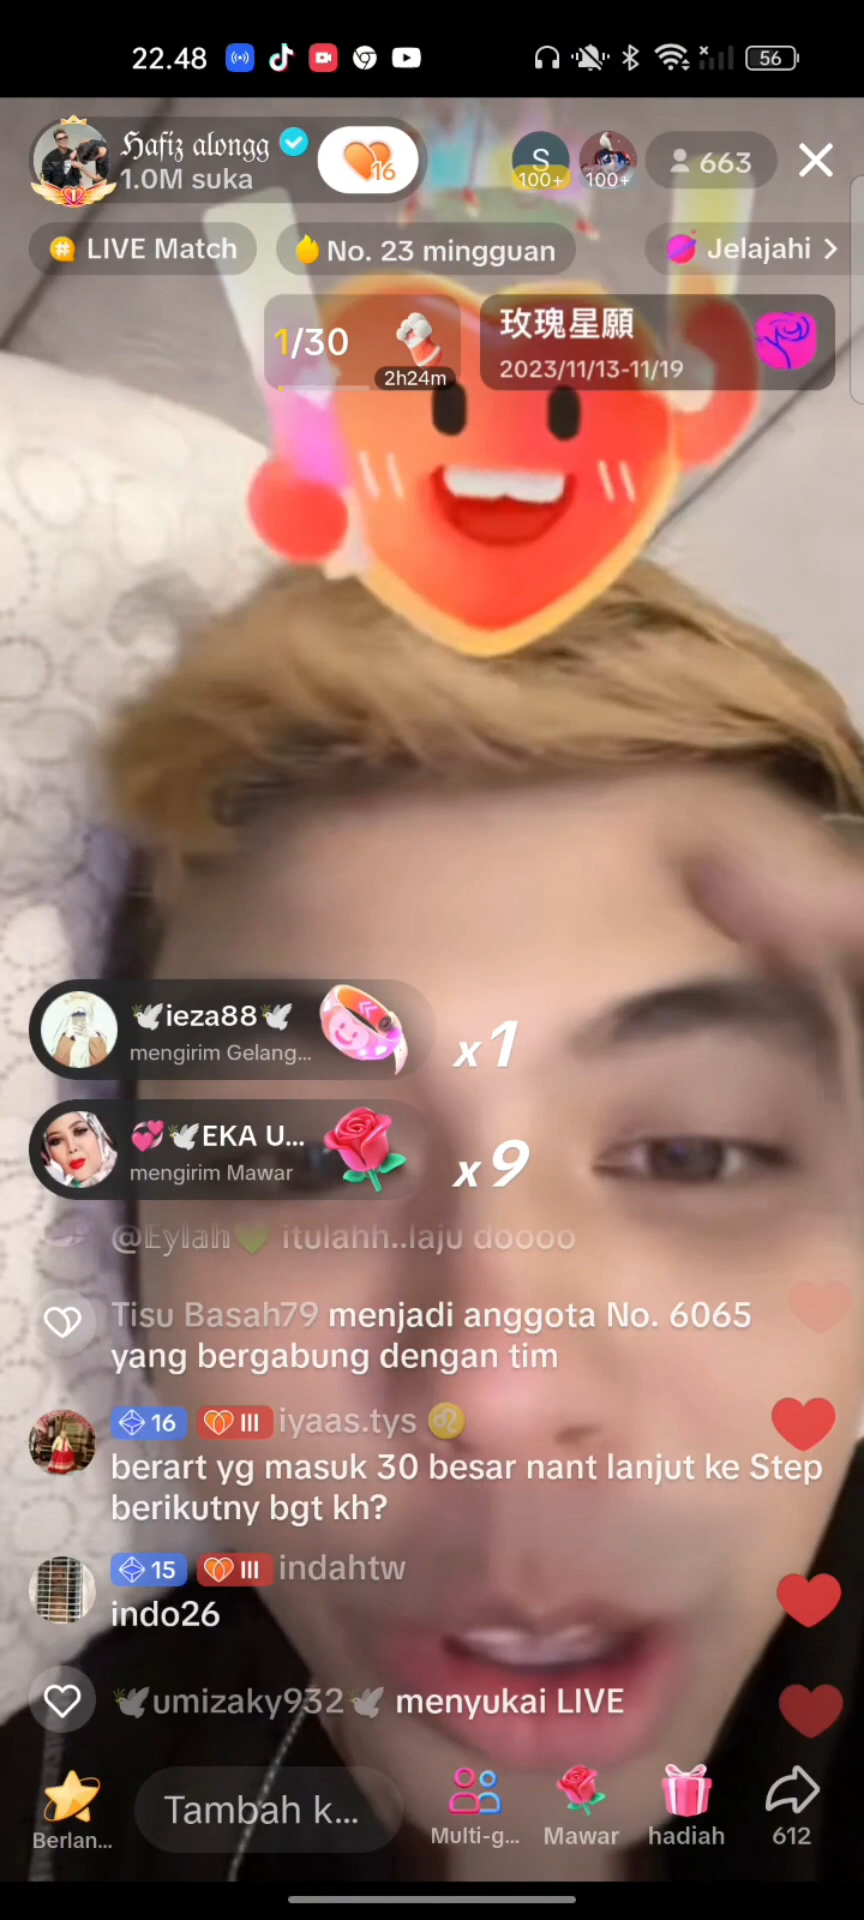 22.48
56
Hafiz alongg
1.0M suka
16
S
100+
100+
663
LIVE Match
No. 23 mingguan
Jelajahi >
1/30
2h24m
玫瑰星願
2023/11/13-11/19
🕊ieza88🕊
mengirim Gelang...
x1
💞🕊EKA U...
mengirim Mawar
x9
@Eylah💚 itulahh..laju doooo
Tisu Basah79 menjadi anggota No. 6065
yang bergabung dengan tim
16 III iyaas.tys ♌
berart yg masuk 30 besar nant lanjut ke Step
berikutny bgt kh?
15 III indahtw
indo26
🕊umizaky932🕊 menyukai LIVE
Berlan...
Tambah k...
Multi-g...
Mawar
hadiah
612